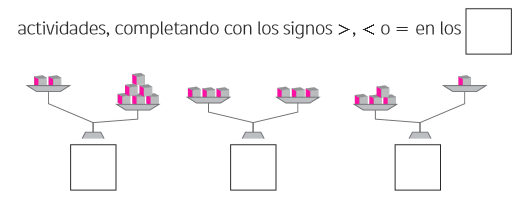 actividades, completando con los signos >, < o = en los